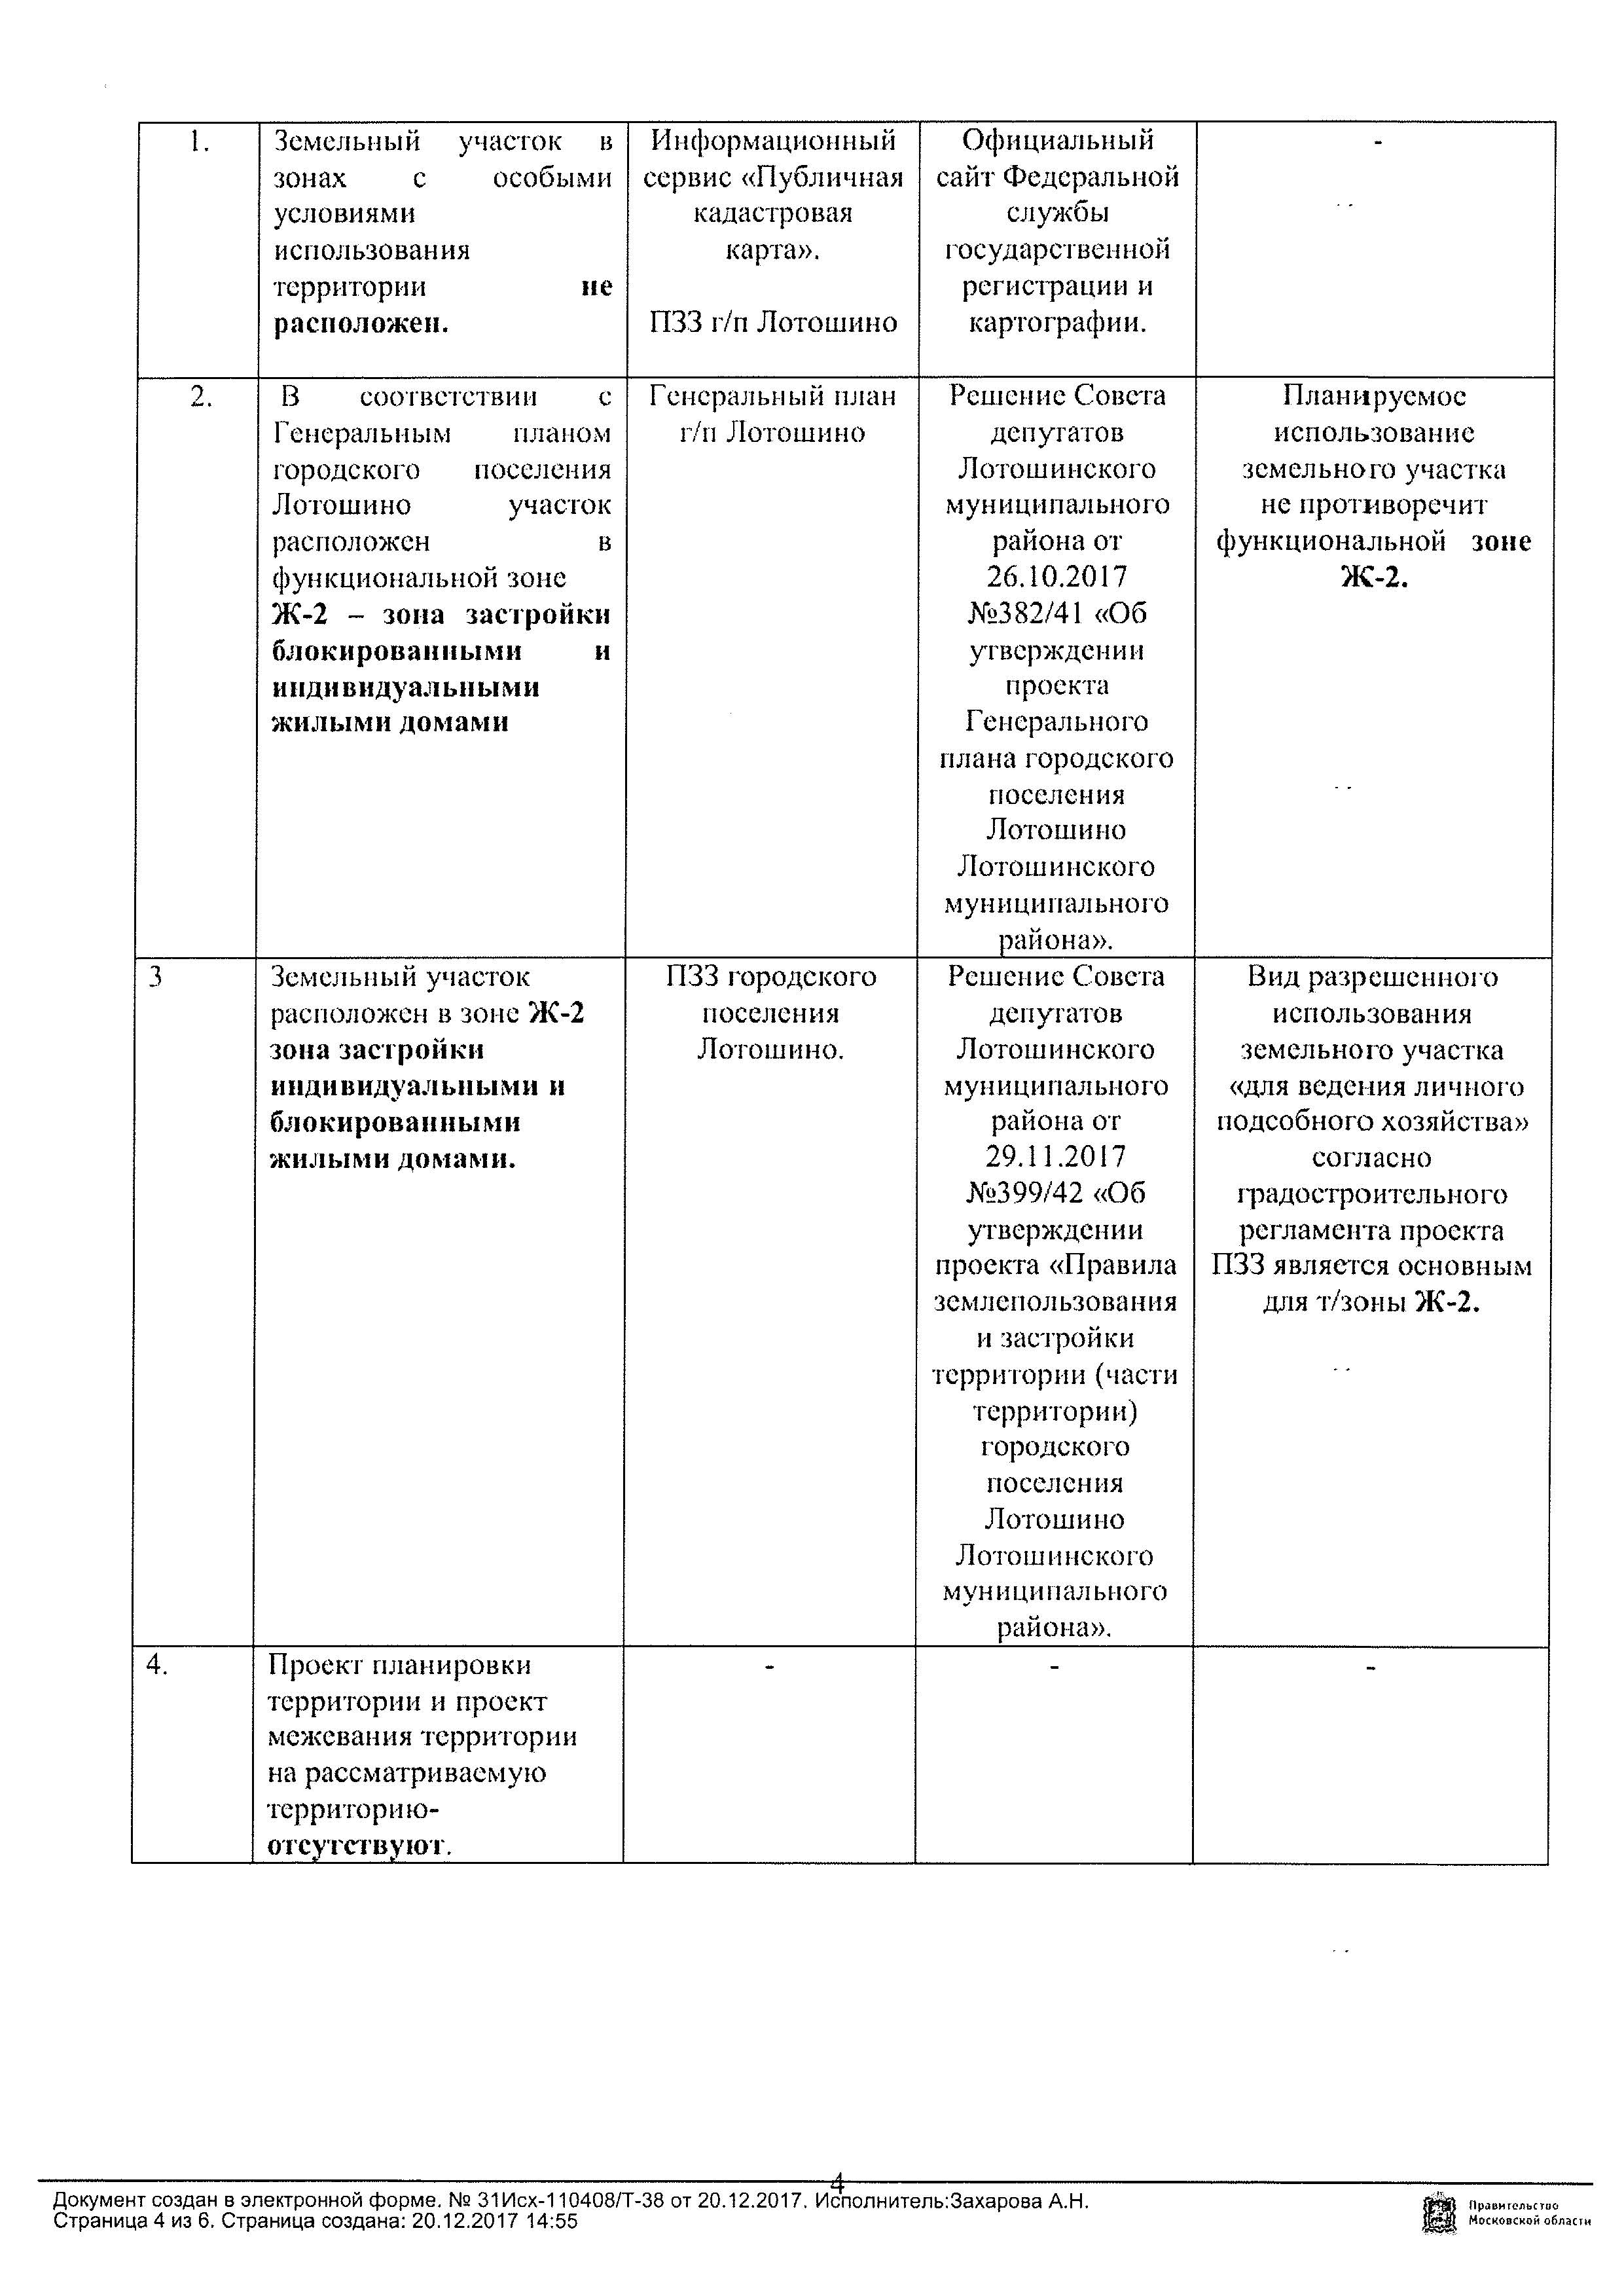 1.
Земельный участок в
зонах с особыми
условиями
использования
территории не
расположен.
Информационный
сервис «Публичная
кадастровая
карта».
ПЗЗ г/п Лотошино
Официальный
сайт Федеральной
службы
государственной
регистрации и
картографии.
-
2.
В соответствии с
Генеральным планом
городского поселения
Лотошино участок
расположен в
функциональной зоне
Ж-2 – зона застройки
блокированными и
индивидуальными
жилыми домами
Генеральный план
г/п Лотошино
Решение Совета
депутатов
Лотошинского
муниципального
района от
26.10.2017
№382/41 «Об
утверждении
проекта
Генерального
плана городского
поселения
Лотошино
Лотошинского
муниципального
района».
Планируемое
использование
земельного участка
не противоречит
функциональной зоне
Ж-2.
3
Земельный участок
расположен в зоне Ж-2
зона застройки
индивидуальными и
блокированными
жилыми домами.
ПЗЗ городского
поселения
Лотошино.
Решение Совета
депутатов
Лотошинского
муниципального
района от
29.11.2017
№399/42 «Об
утверждении
проекта «Правила
землепользования
и застройки
территории (части
территории)
городского
поселения
Лотошино
Лотошинского
муниципального
района».
Вид разрешенного
использования
земельного участка
«для ведения личного
подсобного хозяйства»
согласно
градостроительного
регламента проекта
ПЗЗ является основным
для т/зоны Ж-2.
4.
Проект планировки
территории и проект
межевания территории
на рассматриваемую
территорию-
отсутствуют.
-
-
-
4
Документ создан в электронной форме. № 31Исх-110408/Т-38 от 20.12.2017. Исполнитель:Захарова А.Н.
Страница 4 из 6. Страница создана: 20.12.2017 14:55
Правительство
Московской области